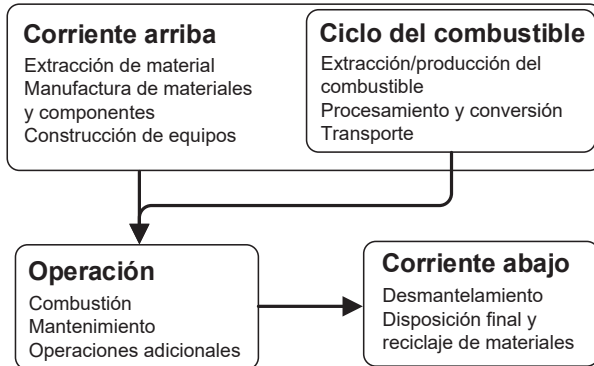 Corriente arriba
Extracción de material
Manufactura de materiales
y componentes
Construcción de equipos
Ciclo del combustible
Extracción/producción del
combustible
Procesamiento y conversión
Transporte
Operación
Combustión
Mantenimiento
Operaciones adicionales
Corriente abajo
Desmantelamiento
Disposición final y
reciclaje de materiales